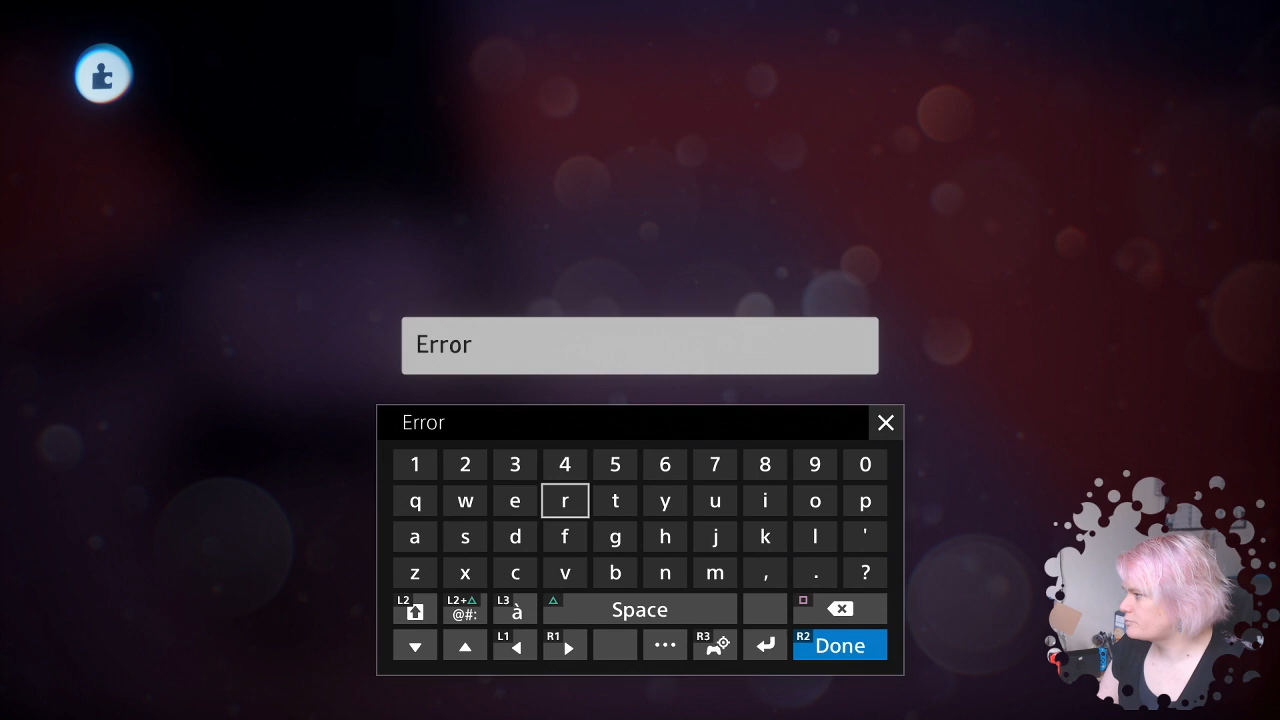 Error
Error
1 2 3 4 5 6 7 8 9 0
q w e r t y u i o p
a s d f g h j k l '
z x c v b n m , . ?
L2 L2+△ @#: L3 à △ Space □
L1 R1 ... R3 R2 Done